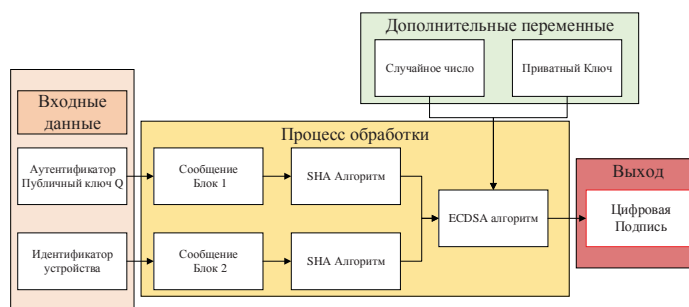 Дополнительные переменные
Случайное число
Приватный Ключ
Входные
данные
Процесс обработки
Аутентификатор
Публичный ключ Q
Сообщение
Блок 1
SHA Алгоритм
ECDSA алгоритм
Выход
Цифровая
Подпись
Идентификатор
устройства
Сообщение
Блок 2
SHA Алгоритм